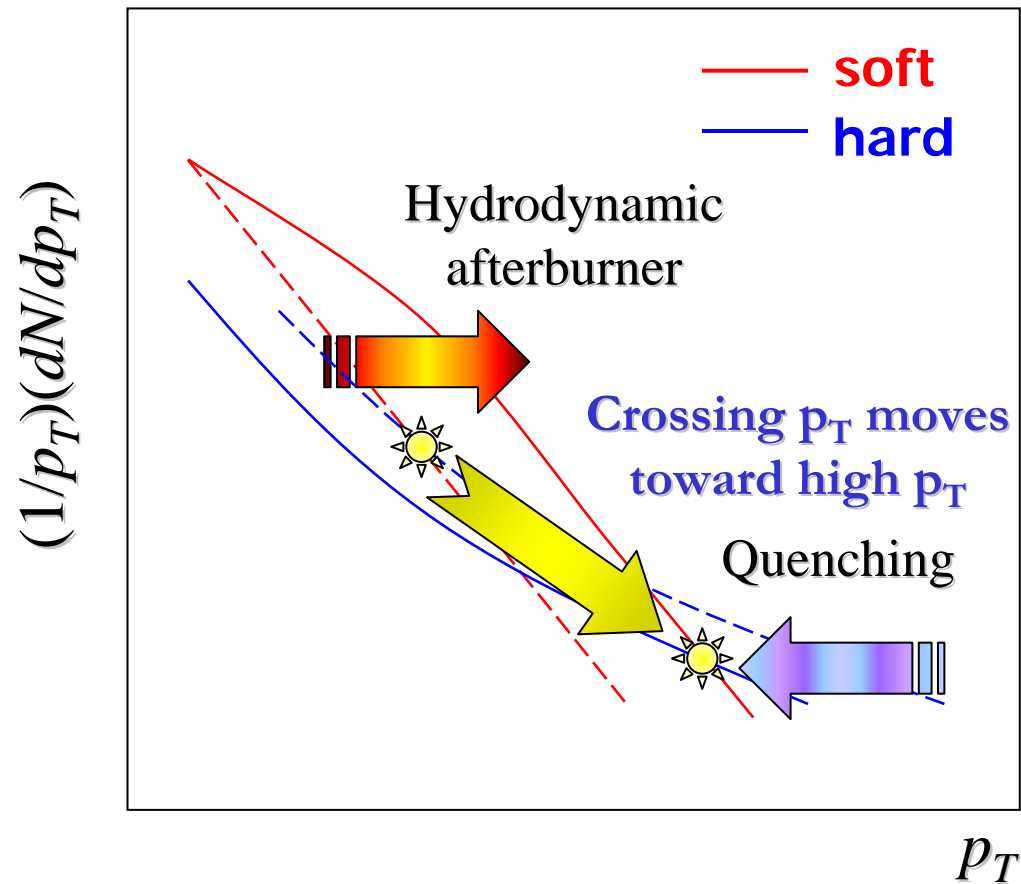 soft
hard
Hydrodynamic
afterburner
(1/p_T)(dN/dp_T)
Crossing p_T moves
toward high p_T
Quenching
p_T